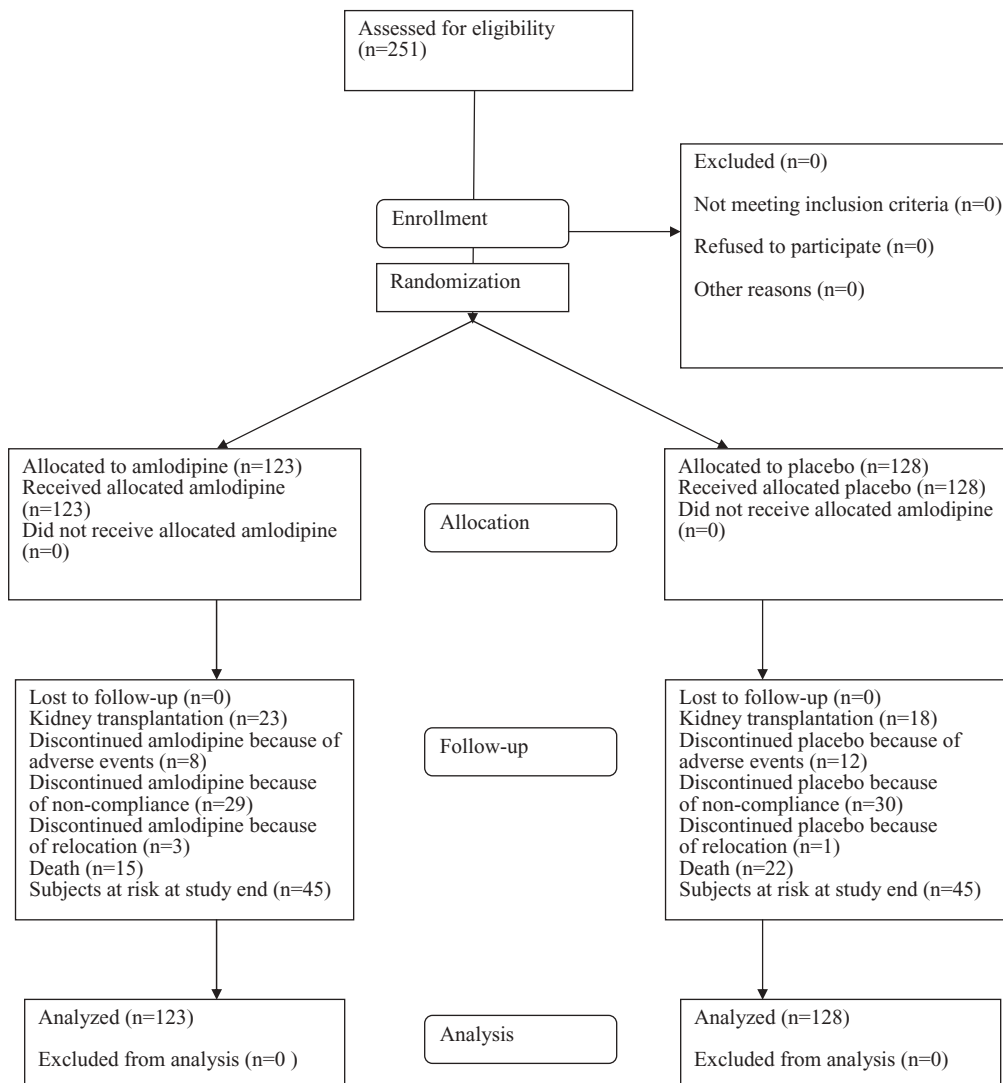 Assessed for eligibility
(n=251)
Excluded (n=0)
Not meeting inclusion criteria (n=0)
Refused to participate (n=0)
Other reasons (n=0)
Enrollment
Randomization
Allocated to amlodipine (n=123)
Received allocated amlodipine
(n=123)
Did not receive allocated amlodipine
(n=0)
Allocation
Allocated to placebo (n=128)
Received allocated placebo (n=128)
Did not receive allocated amlodipine
(n=0)
Lost to follow-up (n=0)
Kidney transplantation (n=23)
Discontinued amlodipine because of
adverse events (n=8)
Discontinued amlodipine because
of non-compliance (n=29)
Discontinued amlodipine because
of relocation (n=3)
Death (n=15)
Subjects at risk at study end (n=45)
Follow-up
Lost to follow-up (n=0)
Kidney transplantation (n=18)
Discontinued placebo because of
adverse events (n=12)
Discontinued placebo because
of non-compliance (n=30)
Discontinued placebo because
of relocation (n=1)
Death (n=22)
Subjects at risk at study end (n=45)
Analyzed (n=123)
Excluded from analysis (n=0 )
Analysis
Analyzed (n=128)
Excluded from analysis (n=0)